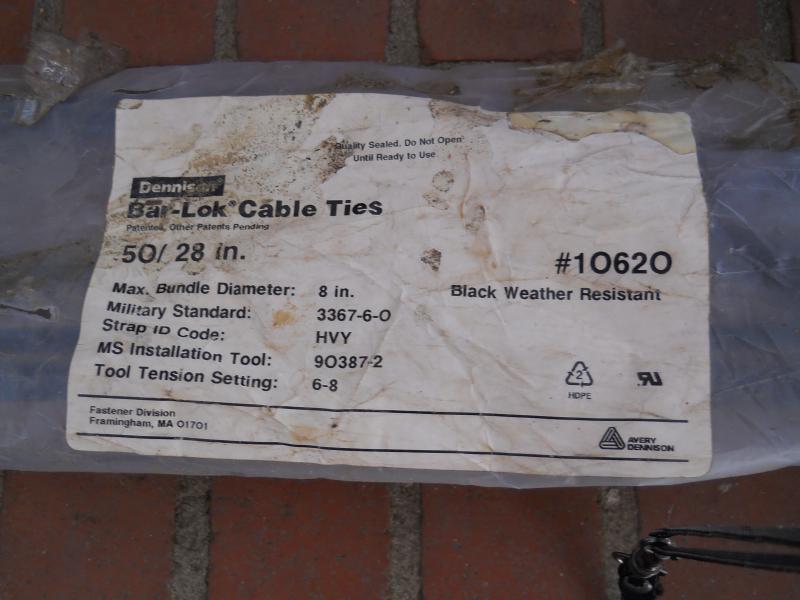 Quality Sealed. Do Not Open
Until Ready to Use
Dennison®
Bar-Lok® Cable Ties
Patented, Other Patents Pending
50/ 28 in.
#10620
Black Weather Resistant
Max. Bundle Diameter: 8 in.
Military Standard: 3367-6-0
Strap ID Code: HVY
MS Installation Tool: 90387-2
Tool Tension Setting: 6-8
2
HDPE
RU
Fastener Division
Framingham, MA 01701
AVERY
DENNISON